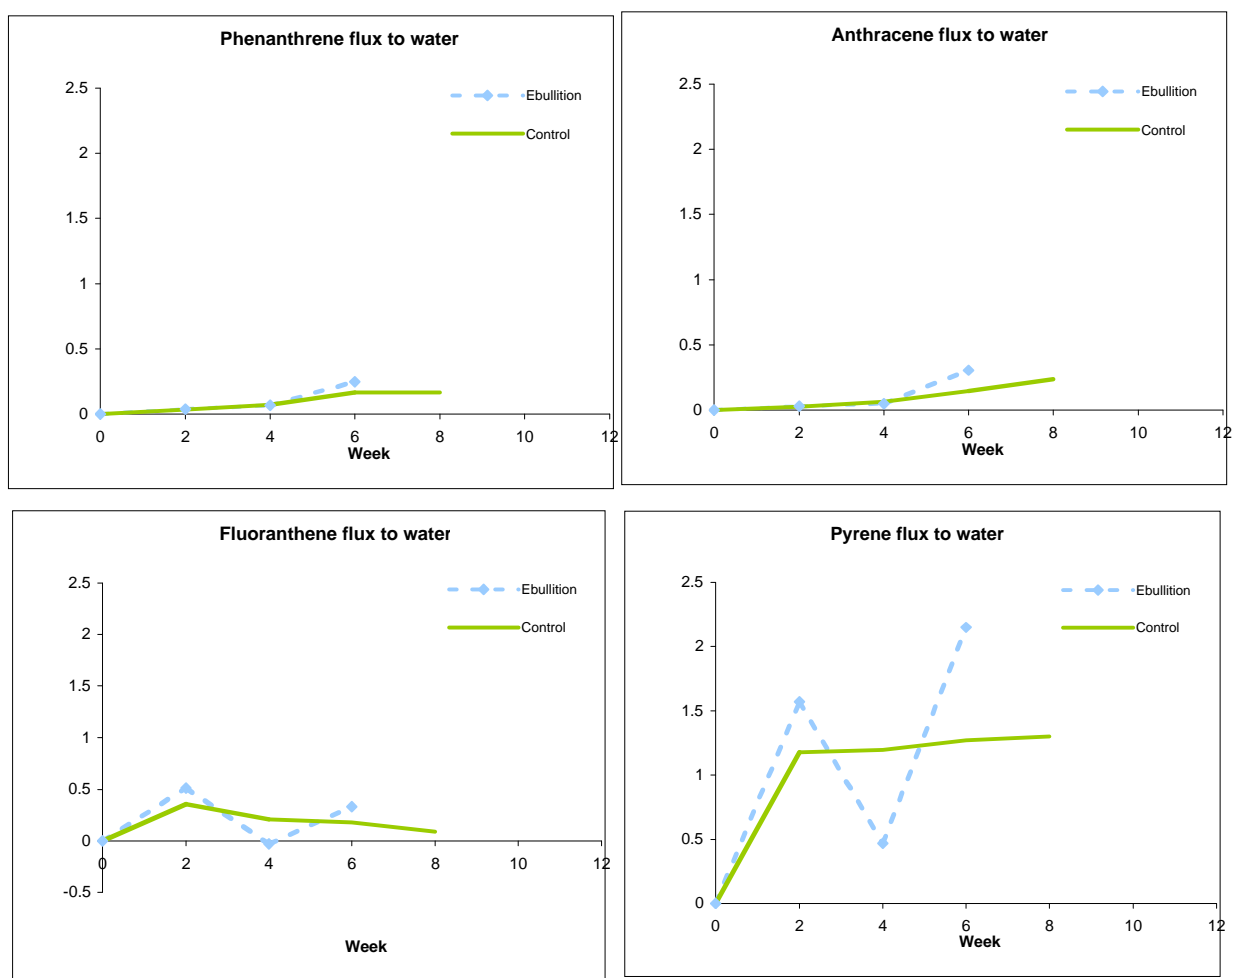 Phenanthrene flux to water
2.5
Ebullition
2
Control
1.5
1
0.5
0
0 2 4 6 8 10 12
Week
Anthracene flux to water
2.5
Ebullition
2
Control
1.5
1
0.5
0
0 2 4 6 8 10 12
Week
Fluoranthene flux to water
2.5
Ebullition
2
Control
1.5
1
0.5
0
0 2 4 6 8 10 12
-0.5
Week
Pyrene flux to water
2.5
Ebullition
2
Control
1.5
1
0.5
0
0 2 4 6 8 10 12
Week